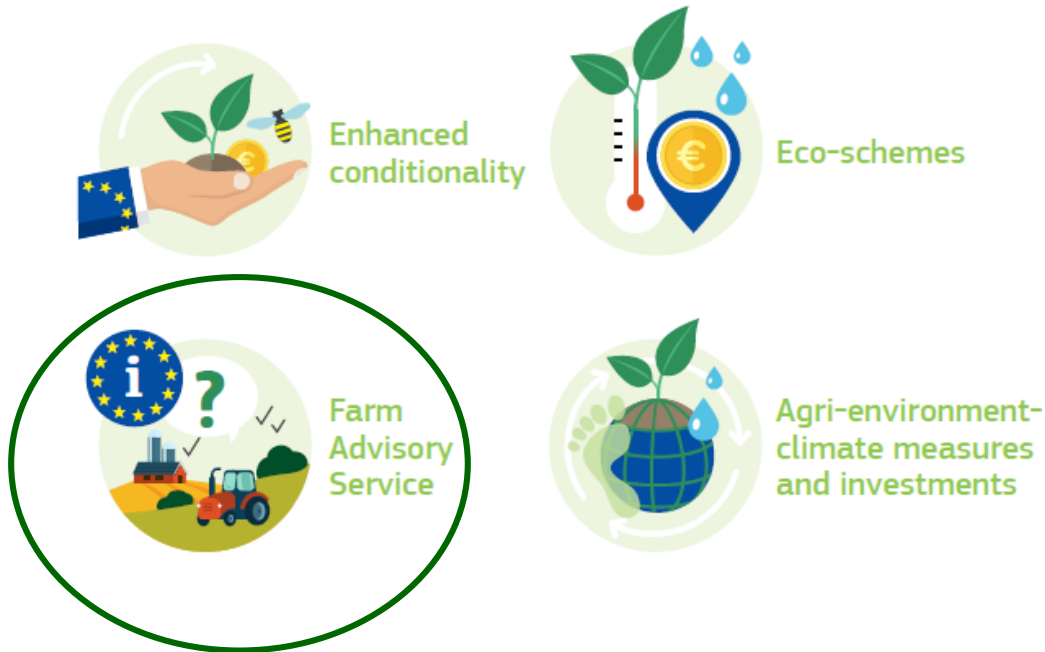 Enhanced
conditionality
Eco-schemes
€
€
i
?
Farm
Advisory
Service
Agri-environment-
climate measures
and investments